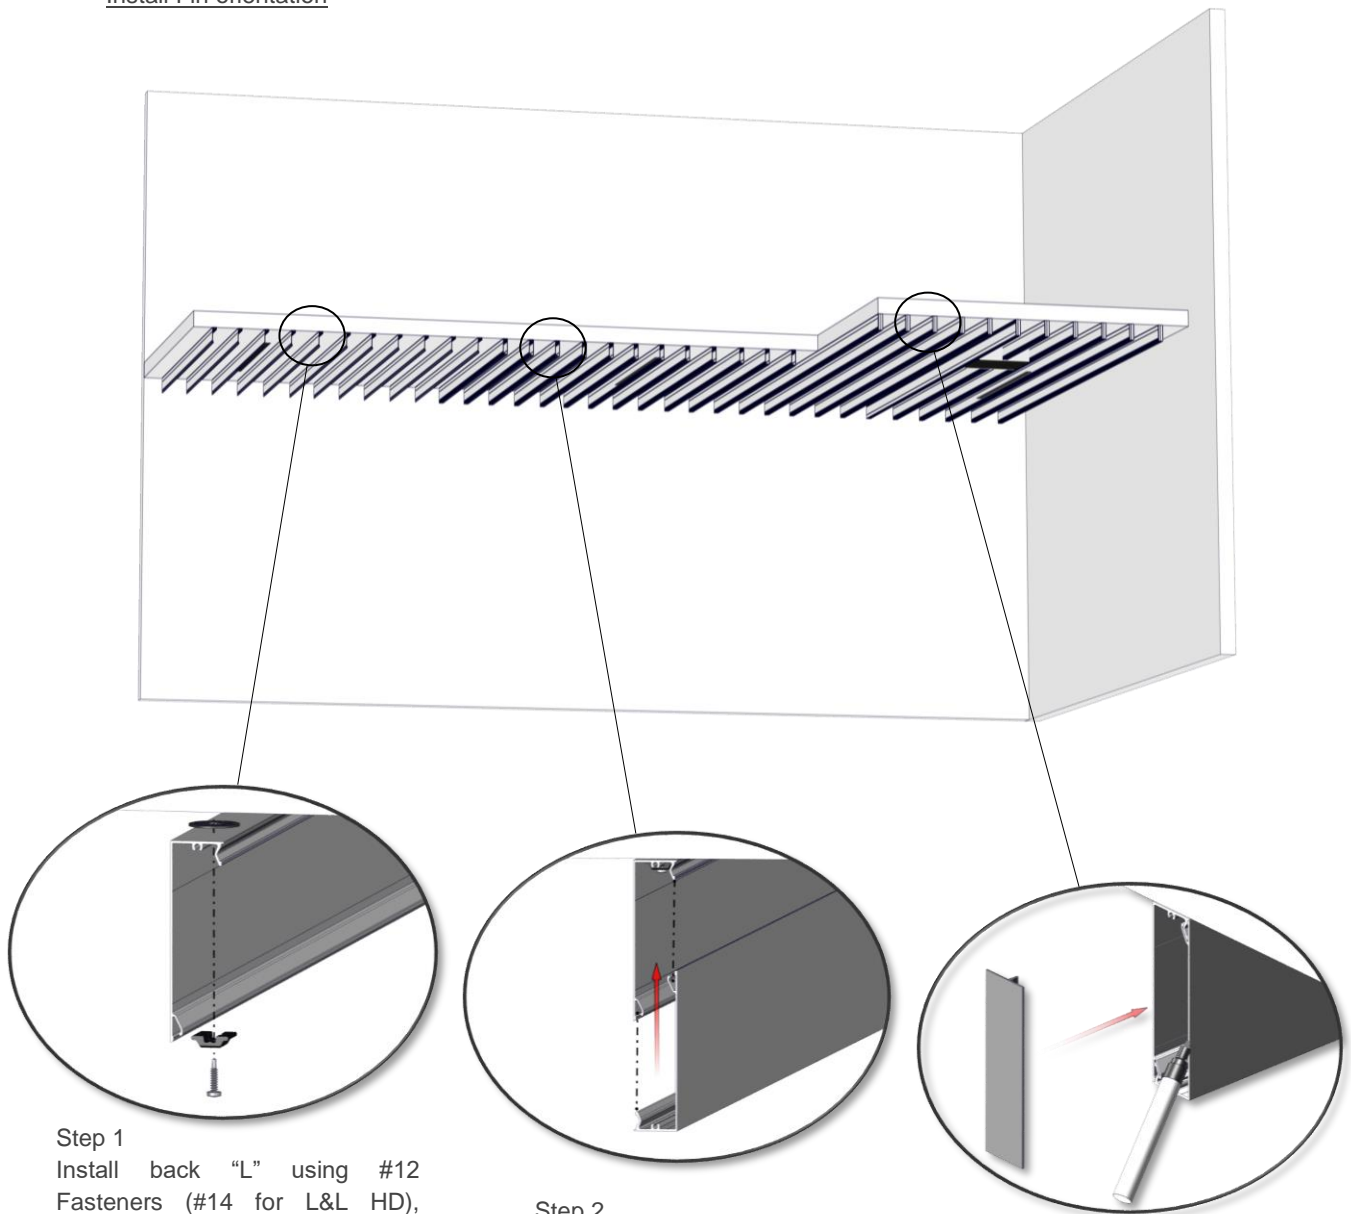 Install Fin orientation
Step 1
Install back “L” using #12
Fasteners (#14 for L&L HD),
Step 2